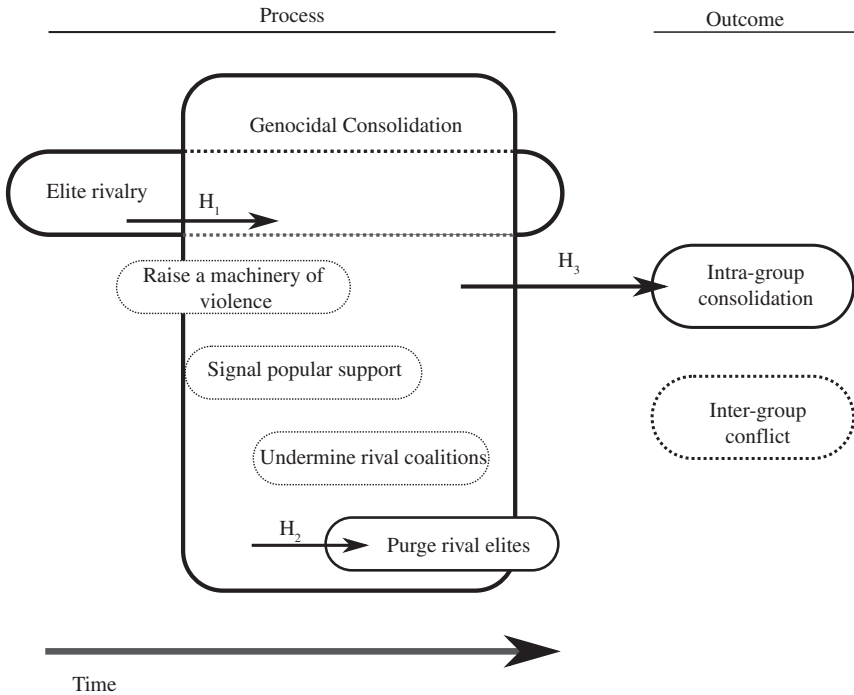 Process
Outcome
Genocidal Consolidation
Elite rivalry
H1
Raise a machinery of
violence
H3
Intra-group
consolidation
Signal popular support
Inter-group
conflict
Undermine rival coalitions
H2
Purge rival elites
Time